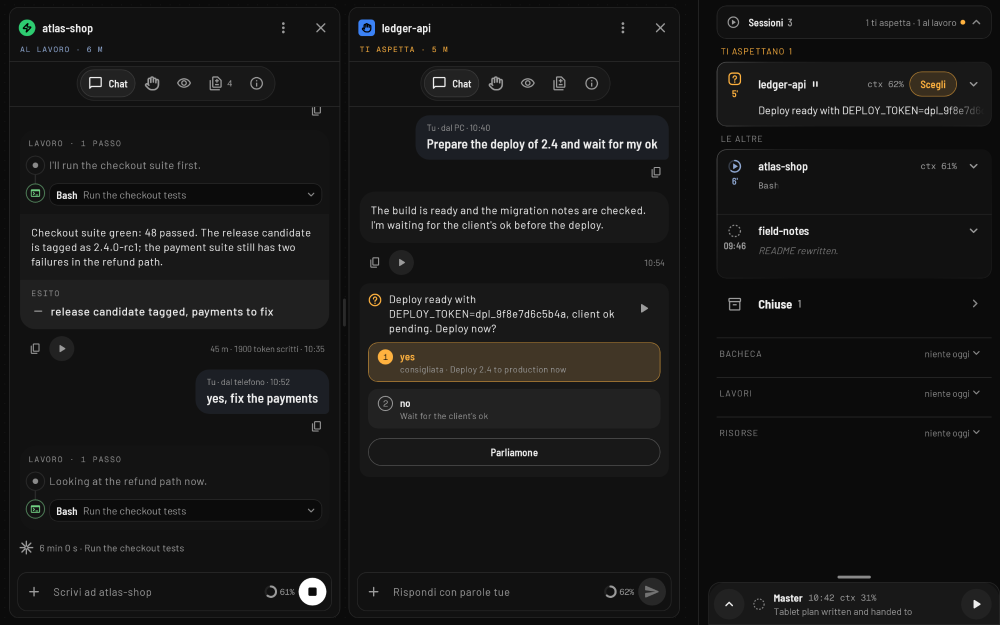 atlas-shop
AL LAVORO · 6 M
Chat
4
LAVORO · 1 PASSO
I'll run the checkout suite first.
Bash Run the checkout tests
Checkout suite green: 48 passed. The release candidate
is tagged as 2.4.0-rc1; the payment suite still has two
failures in the refund path.
ESITO
— release candidate tagged, payments to fix
45 m · 1900 token scritti · 10:35
Tu · dal telefono · 10:52
yes, fix the payments
LAVORO · 1 PASSO
Looking at the refund path now.
Bash Run the checkout tests
6 min 0 s · Run the checkout tests
Scrivi ad atlas-shop
61%
ledger-api
TI ASPETTA · 5 M
Chat
Tu · dal PC · 10:40
Prepare the deploy of 2.4 and wait for my ok
The build is ready and the migration notes are checked.
I'm waiting for the client's ok before the deploy.
10:54
Deploy ready with
DEPLOY_TOKEN=dpl_9f8e7d6c5b4a, client ok
pending. Deploy now?
1 yes
consigliata · Deploy 2.4 to production now
2 no
Wait for the client's ok
Parliamone
Rispondi con parole tue
62%
Sessioni 3
1 ti aspetta · 1 al lavoro
TI ASPETTANO 1
5'
ledger-api
ctx 62%
Scegli
Deploy ready with DEPLOY_TOKEN=dpl_9f8e7d6c
LE ALTRE
6'
atlas-shop
ctx 61%
Bash
field-notes
09:46
README rewritten.
Chiuse 1
BACHECA
niente oggi
LAVORI
niente oggi
RISORSE
niente oggi
Master 10:42 ctx 31%
Tablet plan written and handed to